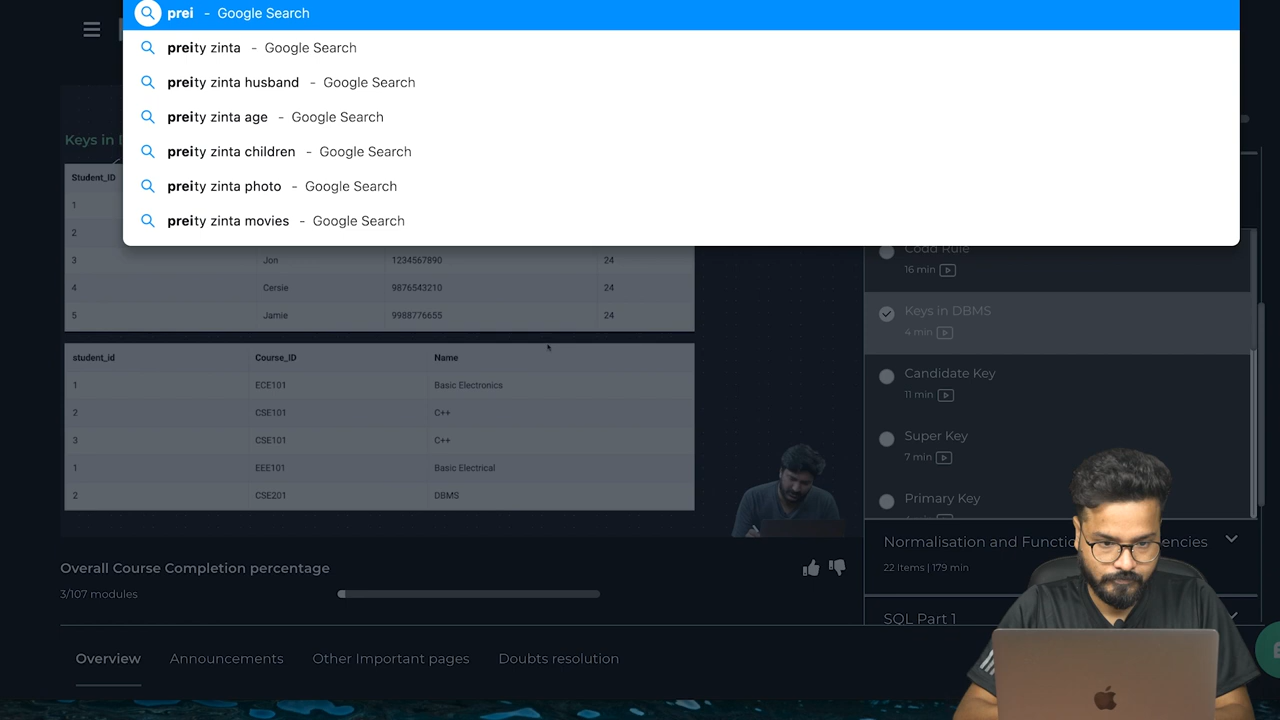 prei - Google Search
preity zinta - Google Search
preity zinta husband - Google Search
preity zinta age - Google Search
preity zinta children - Google Search
preity zinta photo - Google Search
preity zinta movies - Google Search
Keys in
Student_ID
1
2
3 Jon 1234567890 24
4 Cersie 9876543210 24
5 Jamie 9988776655 24
student_id Course_ID Name
1 ECE101 Basic Electronics
2 CSE101 C++
3 CSE101 C++
1 EEE101 Basic Electrical
2 CSE201 DBMS
Codd Rule
16 min
Keys in DBMS
4 min
Candidate Key
11 min
Super Key
7 min
Primary Key
Normalisation and Functi encies
22 Items | 179 min
SQL Part 1
Overall Course Completion percentage
3/107 modules
Overview Announcements Other Important pages Doubts resolution